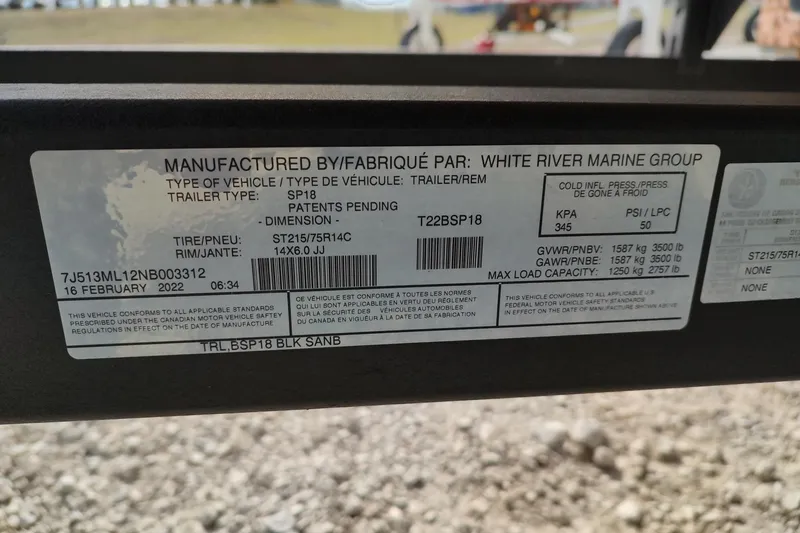 MANUFACTURED BY/FABRIQUÉ PAR: WHITE RIVER MARINE GROUP
TYPE OF VEHICLE / TYPE DE VÉHICULE: TRAILER/REM
TRAILER TYPE: SP18
PATENTS PENDING
- DIMENSION - T22BSP18
TIRE/PNEU: ST215/75R14C
RIM/JANTE: 14X6.0 JJ
COLD INFL. PRESS./PRESS.
DE GONE À FROID
KPA PSI / LPC
345 50
GVWR/PNBV: 1587 kg 3500 lb
GAWR/PNBE: 1587 kg 3500 lb
MAX LOAD CAPACITY: 1250 kg 2757 lb
7J513ML12NB003312
16 FEBRUARY 2022 06:34
THIS VEHICLE CONFORMS TO ALL APPLICABLE STANDARDS
PRESCRIBED UNDER THE CANADIAN MOTOR VEHICLE SAFTEY
REGULATIONS IN EFFECT ON THE DATE OF MANUFACTURE
CE VÉHICULE EST CONFORME À TOUTES LES NORMES
QUI LUI SONT APPLICABLES EN VERTU DEU RÈGLEMENT
SUR LA SÉCURITÉ DES VÉHICULES AUTOMOBILES
DU CANADA EN VIGUEUR À LA DATE DE SA FABRICATION
THIS VEHICLE CONFORMS TO ALL APPLICABLE U.S.
FEDERAL MOTOR VEHICLE SAFETY STANDARDS
IN EFFECT ON THE DATE OF MANUFACTURE SHOWN ABOVE
TRL,BSP18 BLK SANB
ST215/75R14
NONE
NONE